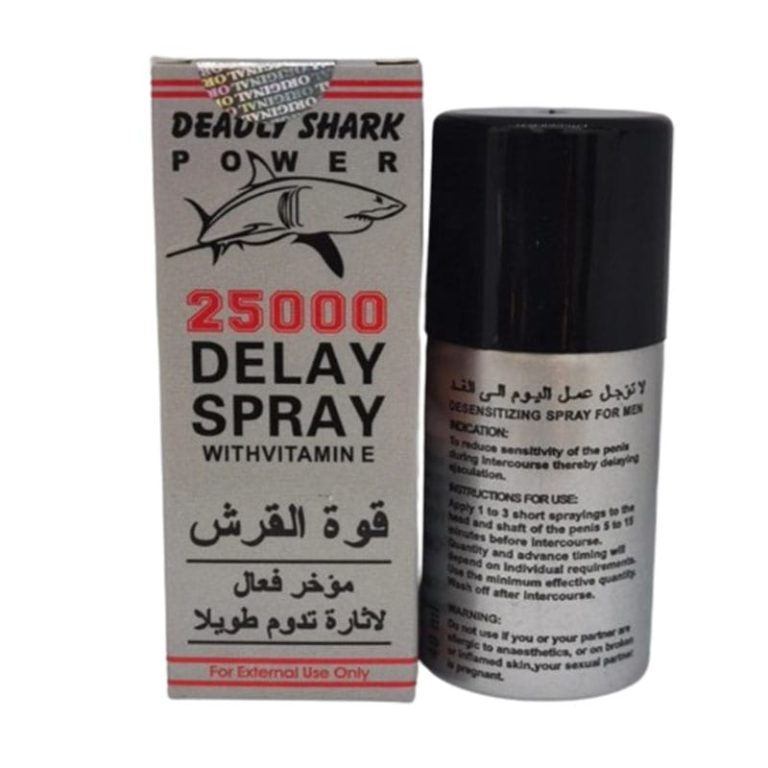 ORIGINAL
DEADLY SHARK
POWER
25000
DELAY
SPRAY
WITHVITAMIN E
قوة القرش
مؤخر فعال
لاثارة تدوم طويلا
For External Use Only
لا تؤجل عمل اليوم الى الغد
DESENSITIZING SPRAY FOR MEN
INDICATION:
To reduce sensitivity of the penis
during intercourse thereby delaying
ejaculation.
INSTRUCTIONS FOR USE:
Apply 1 to 3 short sprayings to the
head and shaft of the penis 5 to 15
minutes before intercourse.
Quantity and advance timing will
depend on individual requirements.
Use the minimum effective quantity.
Wash off after intercourse.
WARNING:
Do not use if you or your partner are
allergic to anaesthetics, or on broken
or inflamed skin,your sexual partner
is pregnant.